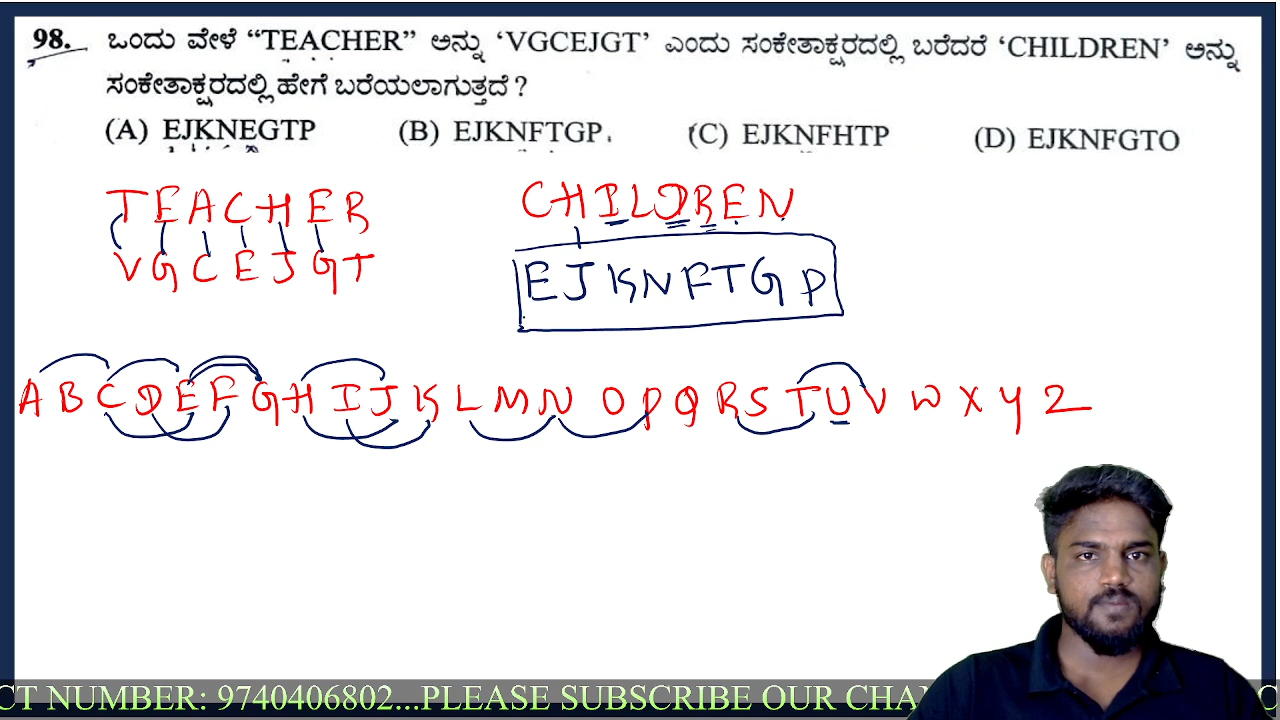 98. ಒಂದು ವೇಳೆ “TEACHER” ಅನ್ನು ‘VGCEJGT’ ಎಂದು ಸಂಕೇತಾಕ್ಷರದಲ್ಲಿ ಬರೆದರೆ ‘CHILDREN’ ಅನ್ನು
ಸಂಕೇತಾಕ್ಷರದಲ್ಲಿ ಹೇಗೆ ಬರೆಯಲಾಗುತ್ತದೆ ?
(A) EJKNEGTP (B) EJKNFTGP (C) EJKNFHTP (D) EJKNFGTO
TEACHER CHILDREN
VGCEJGT EJKNFTGP
A B C D E F G H I J K L M N O P Q R S T U V W X Y Z
CT NUMBER: 9740406802...PLEASE SUBSCRIBE OUR CHA